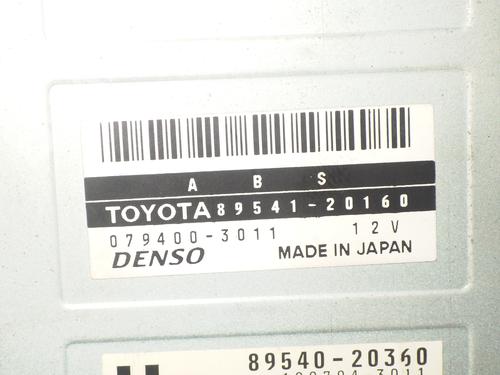 A B S
TOYOTA 89541-20160
079400-3011 12V
DENSO MADE IN JAPAN
89540-20360